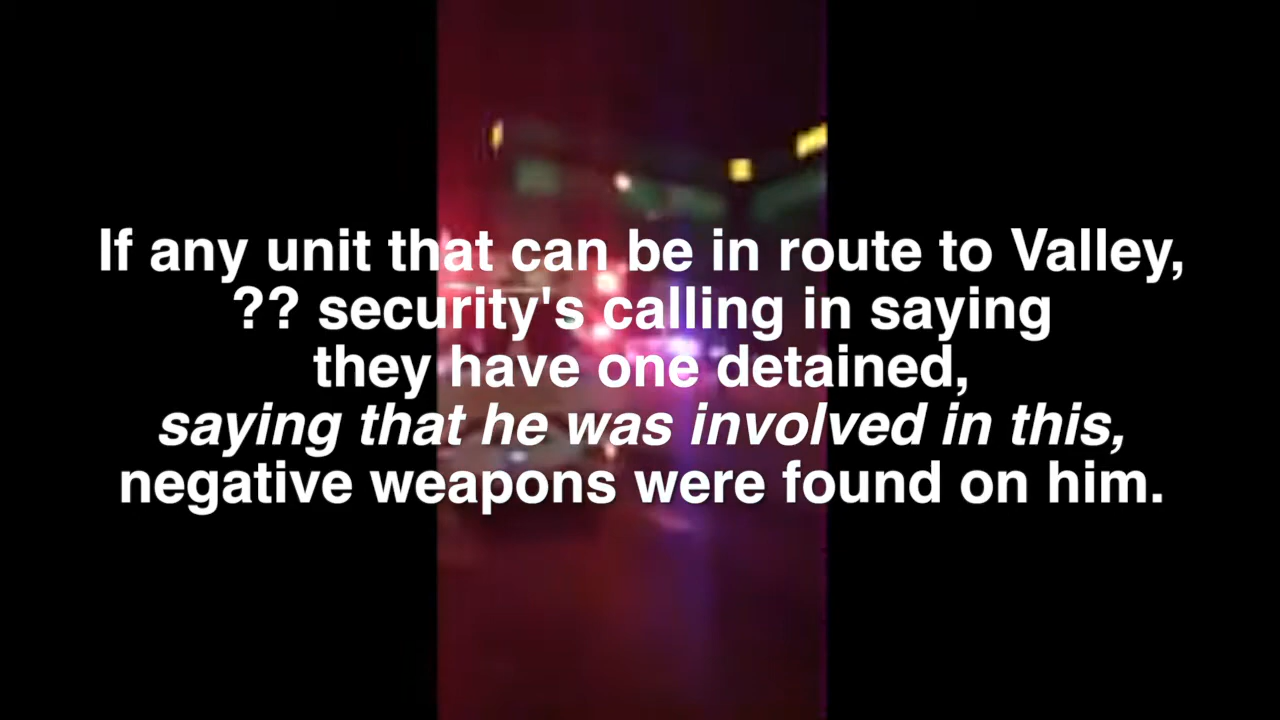 If any unit that can be in route to Valley,
?? security's calling in saying
they have one detained,
saying that he was involved in this,
negative weapons were found on him.